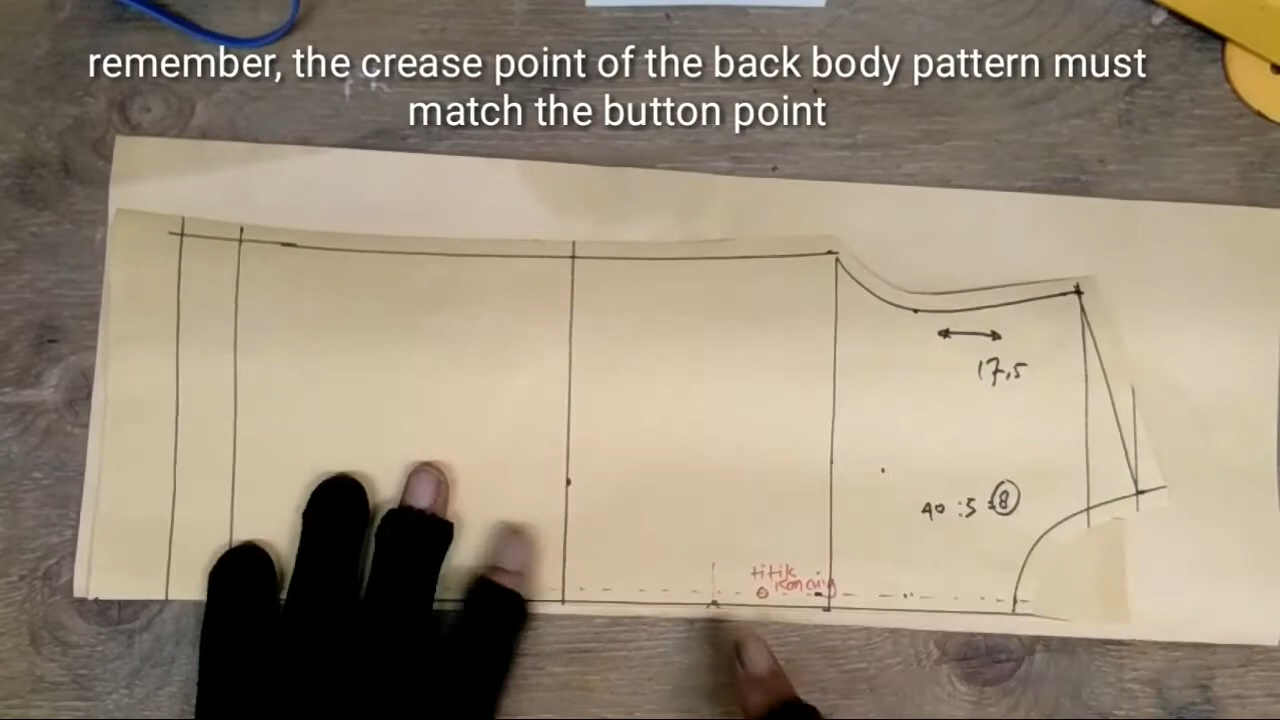 remember, the crease point of the back body pattern must
match the button point
17,5
40 :5 = 8
titik
kancing